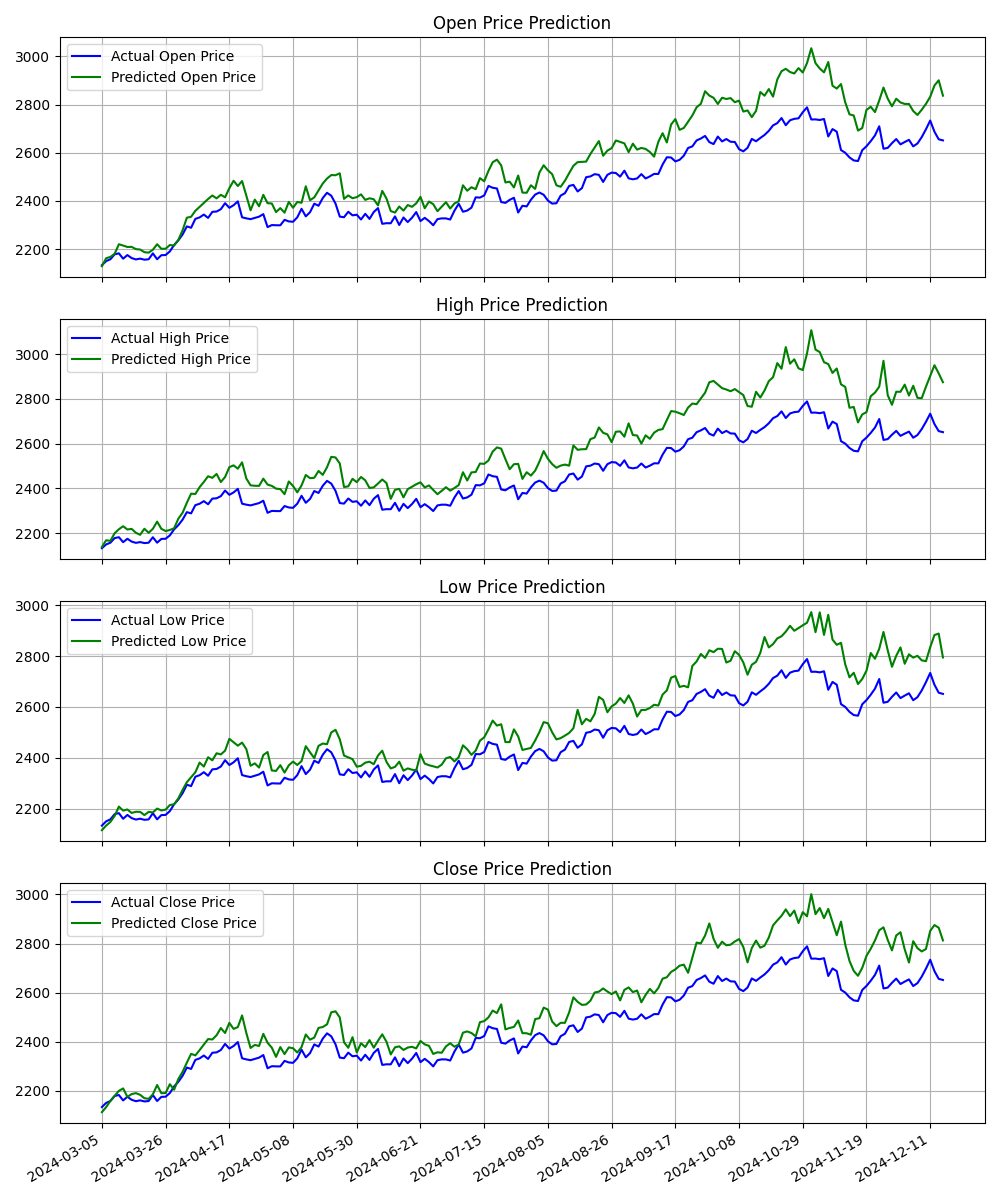 Open Price Prediction
Actual Open Price
Predicted Open Price
3000
2800
2600
2400
2200
High Price Prediction
Actual High Price
Predicted High Price
3000
2800
2600
2400
2200
Low Price Prediction
Actual Low Price
Predicted Low Price
3000
2800
2600
2400
2200
Close Price Prediction
Actual Close Price
Predicted Close Price
3000
2800
2600
2400
2200
2024-03-05
2024-03-26
2024-04-17
2024-05-08
2024-05-30
2024-06-21
2024-07-15
2024-08-05
2024-08-26
2024-09-17
2024-10-08
2024-10-29
2024-11-19
2024-12-11